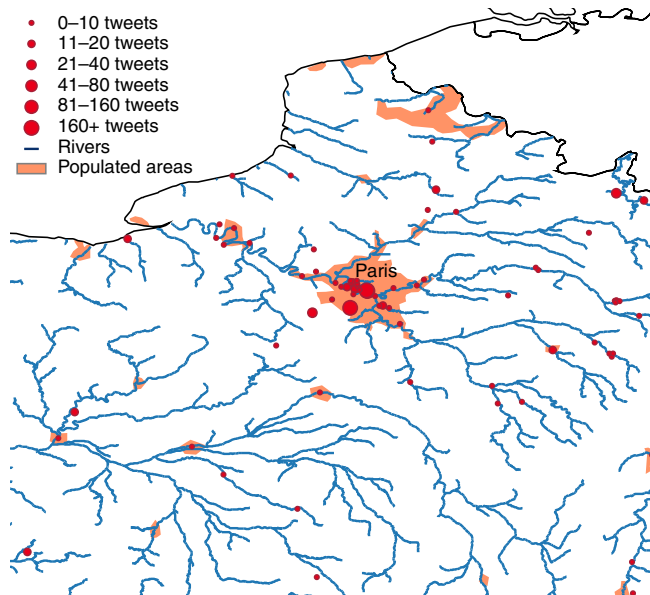 0–10 tweets
11–20 tweets
21–40 tweets
41–80 tweets
81–160 tweets
160+ tweets
Rivers
Populated areas
Paris